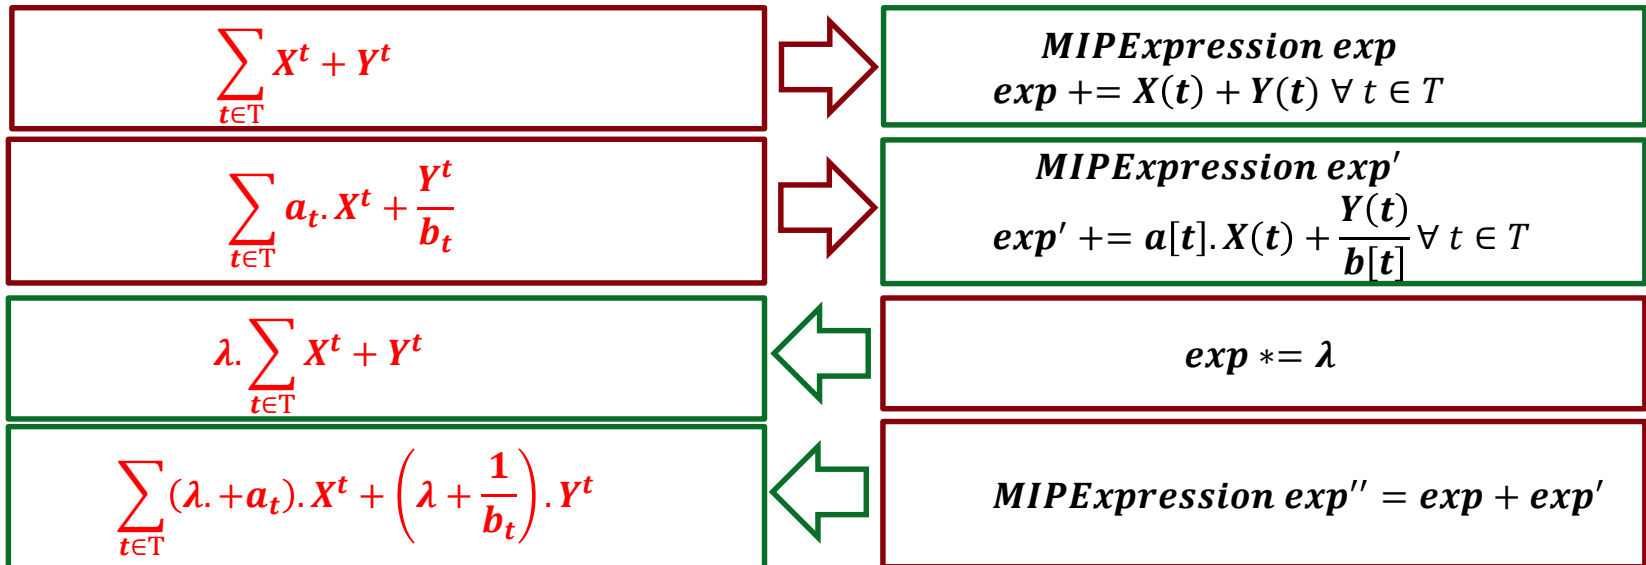 ∑_{t∈T} X^t + Y^t
MIPExpression exp
exp += X(t) + Y(t) ∀ t ∈ T
∑_{t∈T} a_t. X^t + Y^t/b_t
MIPExpression exp′
exp′ += a[t]. X(t) + Y(t)/b[t] ∀ t ∈ T
λ. ∑_{t∈T} X^t + Y^t
exp *= λ
∑_{t∈T} (λ. +a_t). X^t + (λ + 1/b_t) . Y^t
MIPExpression exp′′ = exp + exp′